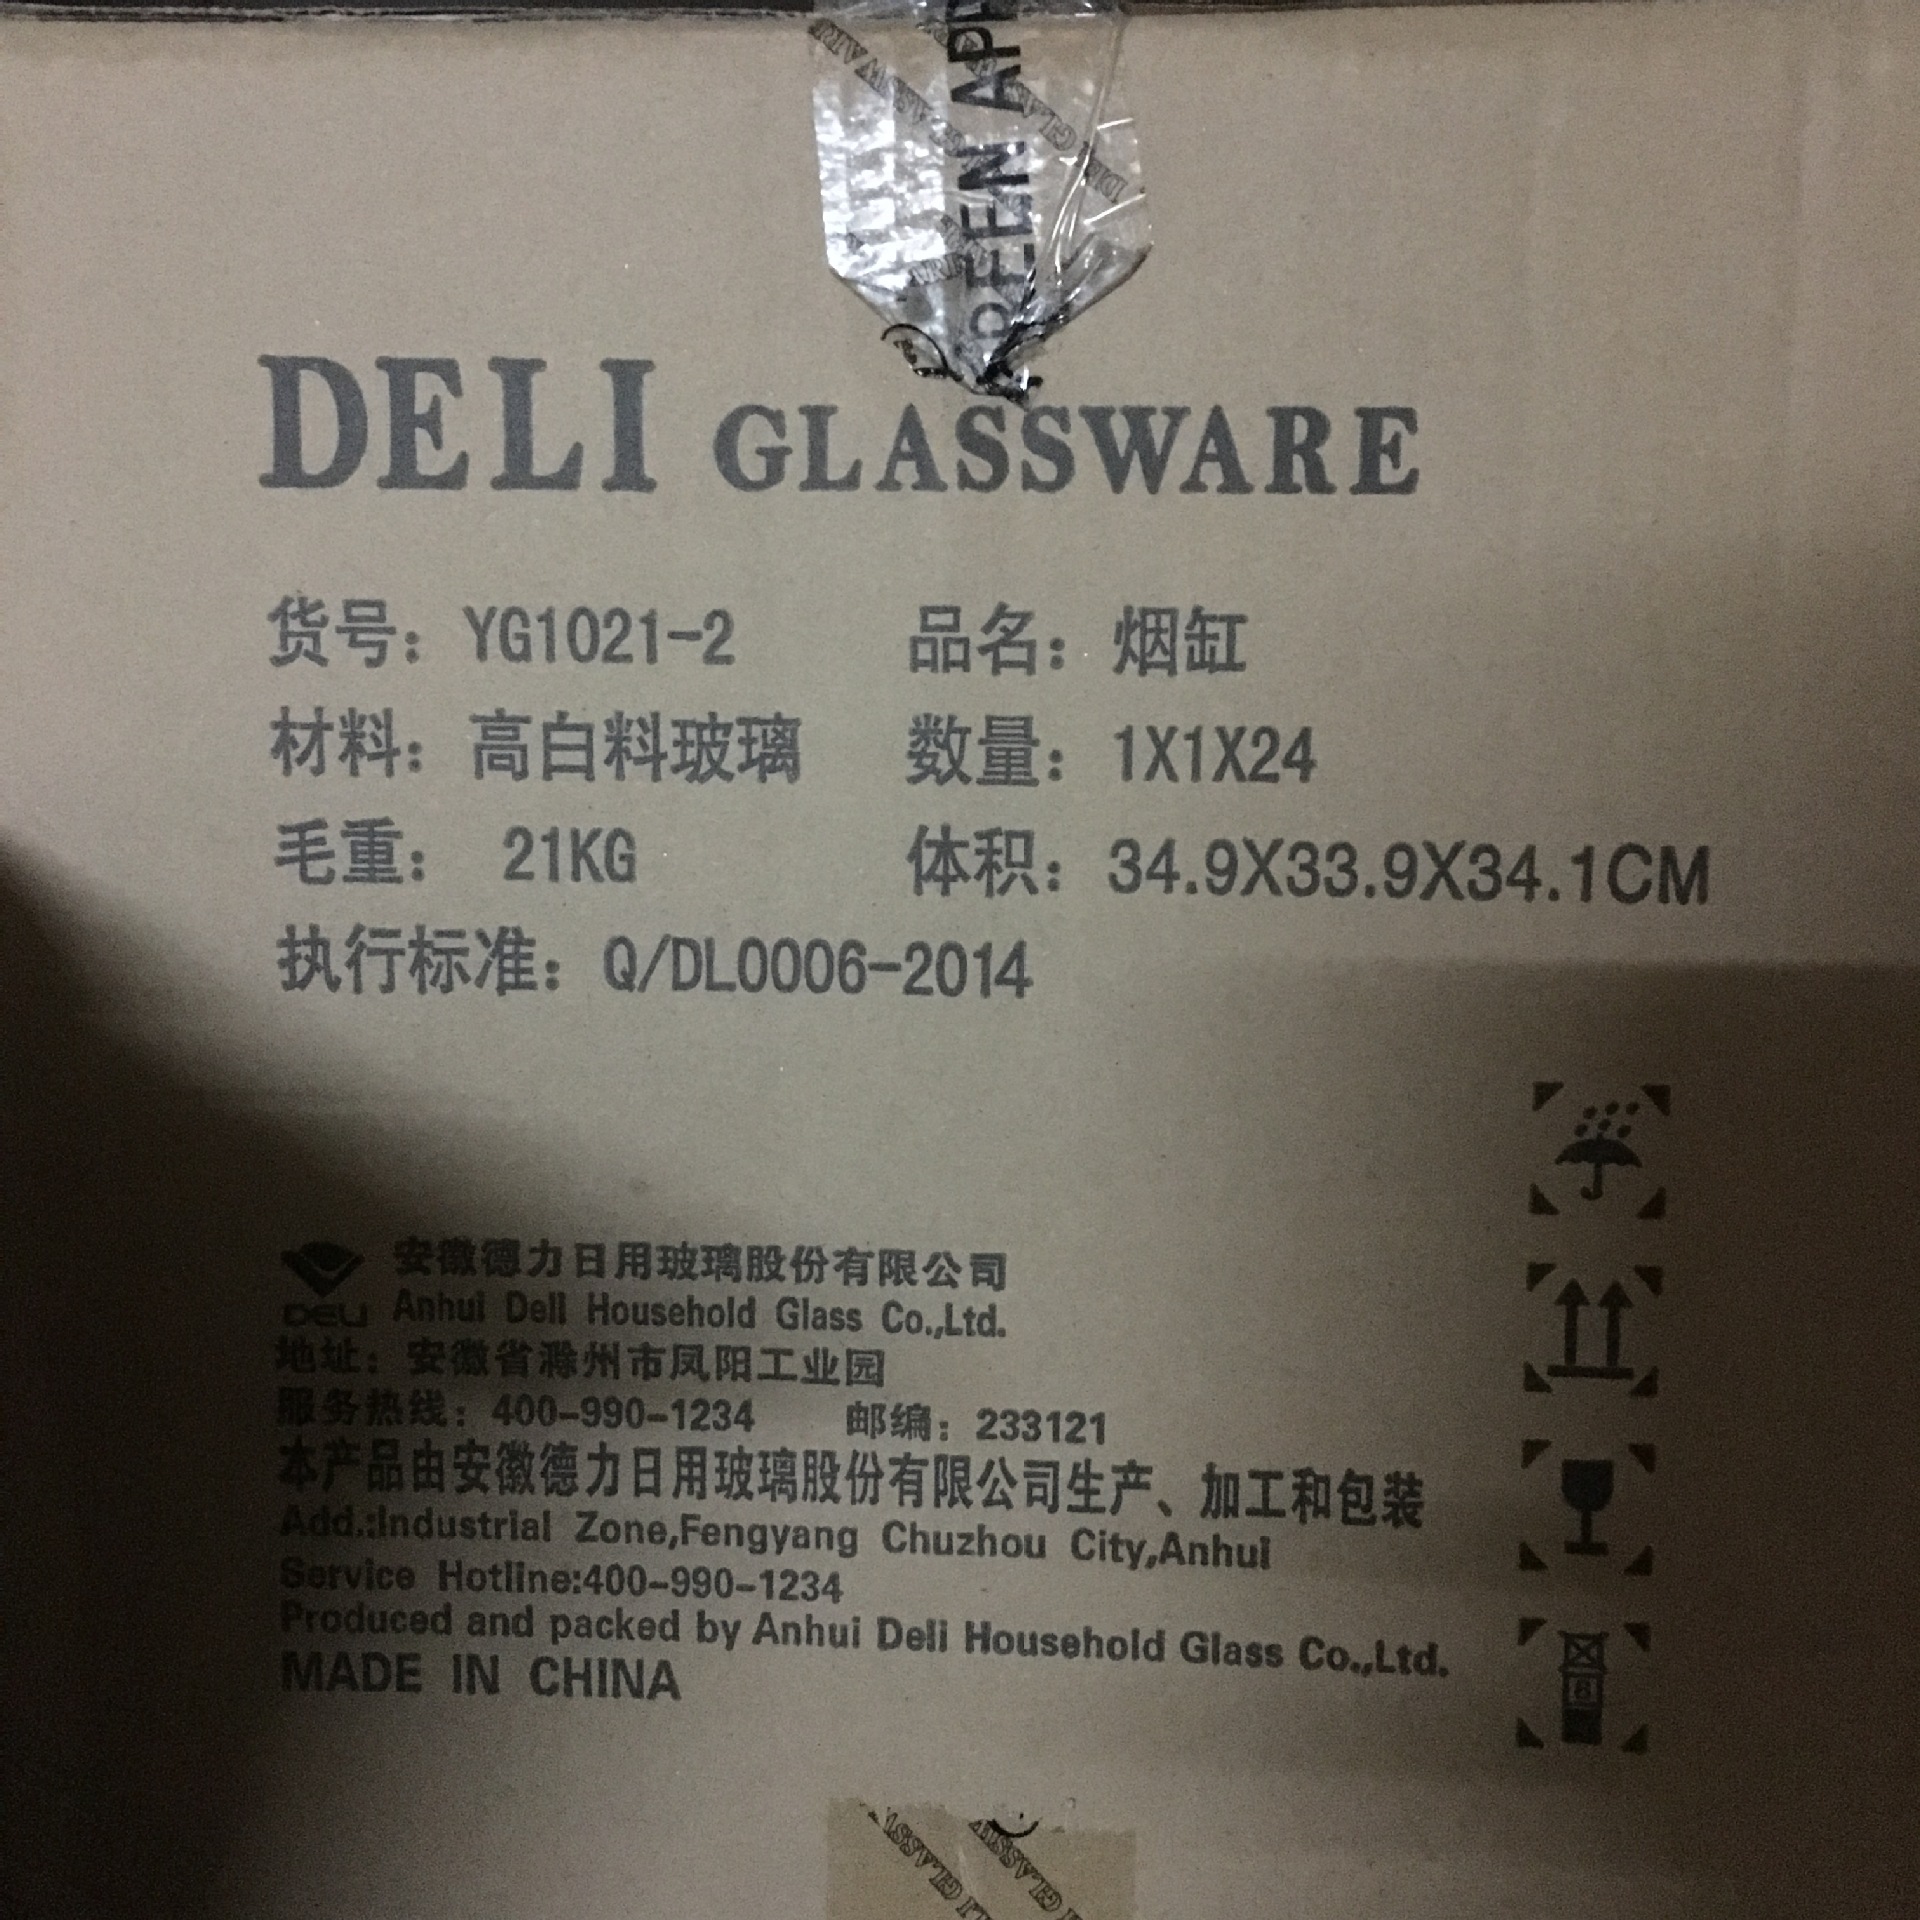 REEN AP
DELI GLASSWARE
货号：YG1021-2 品名：烟缸
材料：高白料玻璃 数量：1X1X24
毛重：21KG 体积：34.9X33.9X34.1CM
执行标准：Q/DL0006-2014
安徽德力日用玻璃股份有限公司
DELI Anhui Deli Household Glass Co.,Ltd.
地址：安徽省滁州市凤阳工业园
服务热线：400-990-1234 邮编：233121
本产品由安徽德力日用玻璃股份有限公司生产、加工和包装
Add.:Industrial Zone,Fengyang Chuzhou City,Anhui
Service Hotline:400-990-1234
Produced and packed by Anhui Deli Household Glass Co.,Ltd.
MADE IN CHINA
8